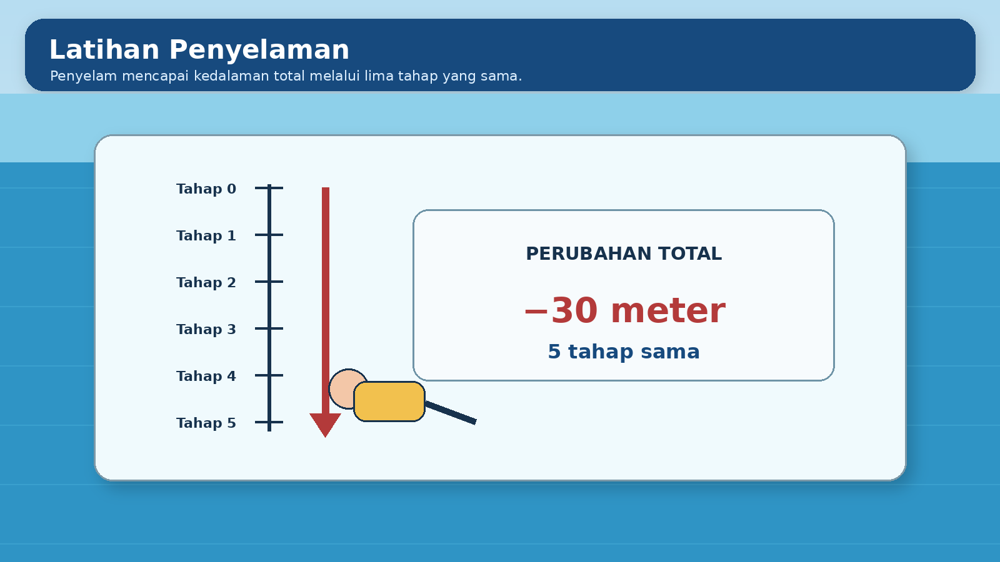 Latihan Penyelaman
Penyelam mencapai kedalaman total melalui lima tahap yang sama.
Tahap 0
Tahap 1
Tahap 2
Tahap 3
Tahap 4
Tahap 5
PERUBAHAN TOTAL
−30 meter
5 tahap sama